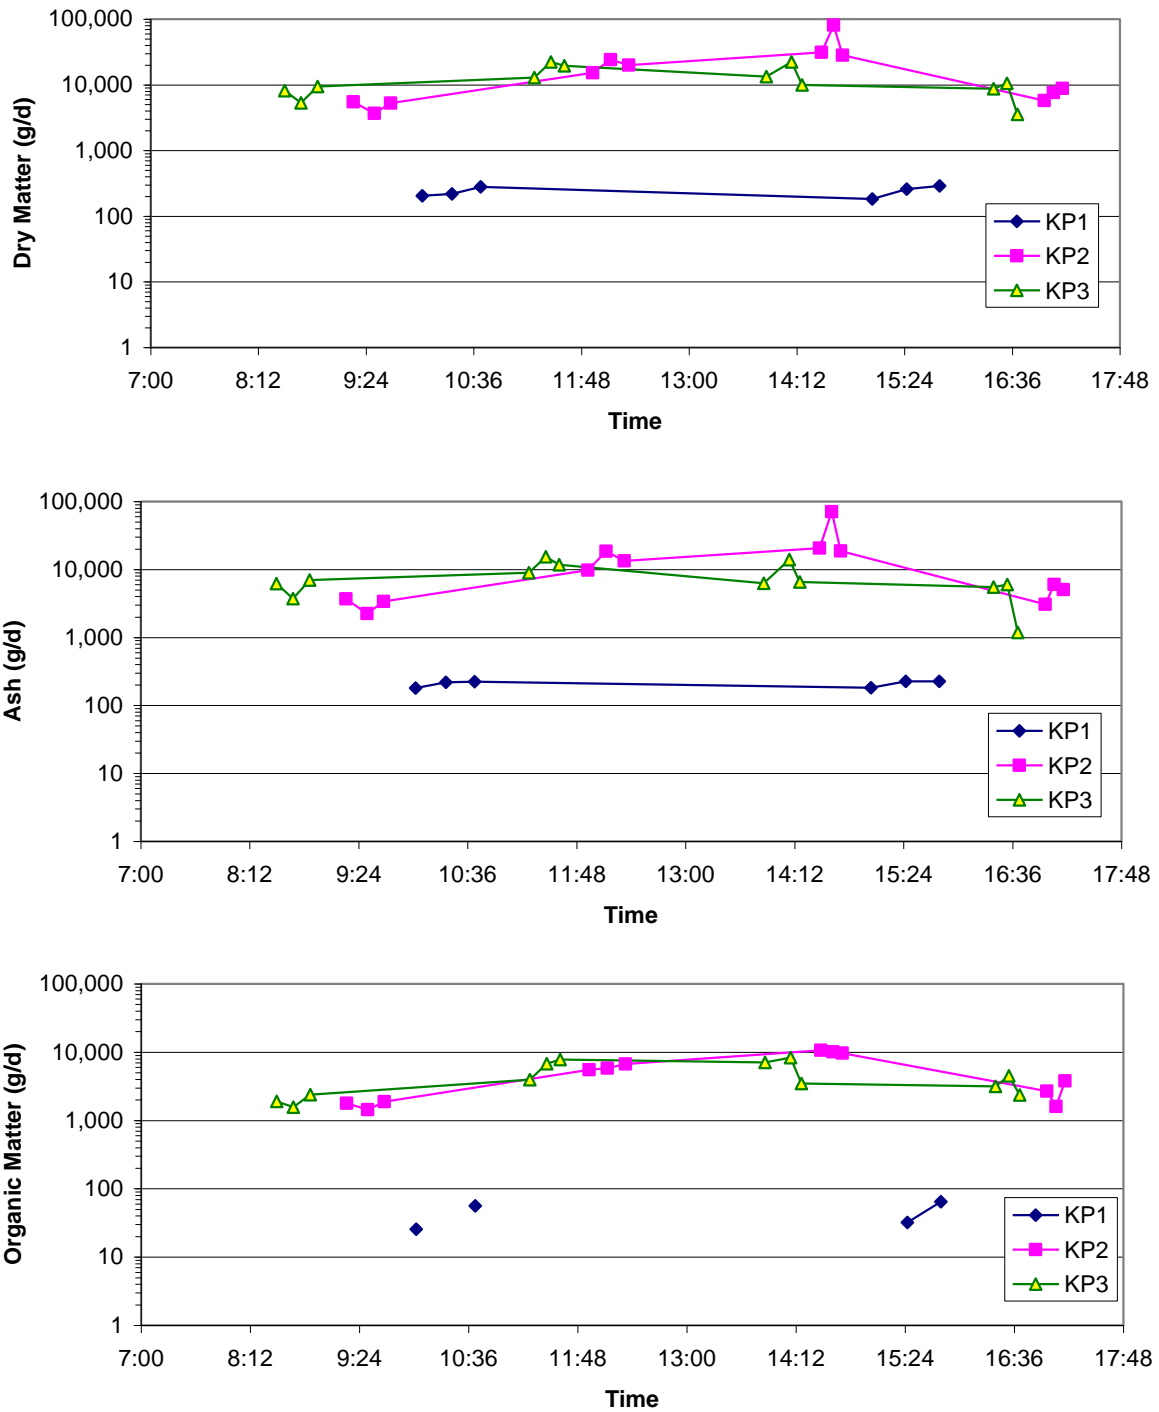 100,000
10,000
1,000
100
10
1
Dry Matter (g/d)
7:00 8:12 9:24 10:36 11:48 13:00 14:12 15:24 16:36 17:48
Time
KP1
KP2
KP3
100,000
10,000
1,000
100
10
1
Ash (g/d)
7:00 8:12 9:24 10:36 11:48 13:00 14:12 15:24 16:36 17:48
Time
KP1
KP2
KP3
100,000
10,000
1,000
100
10
1
Organic Matter (g/d)
7:00 8:12 9:24 10:36 11:48 13:00 14:12 15:24 16:36 17:48
Time
KP1
KP2
KP3